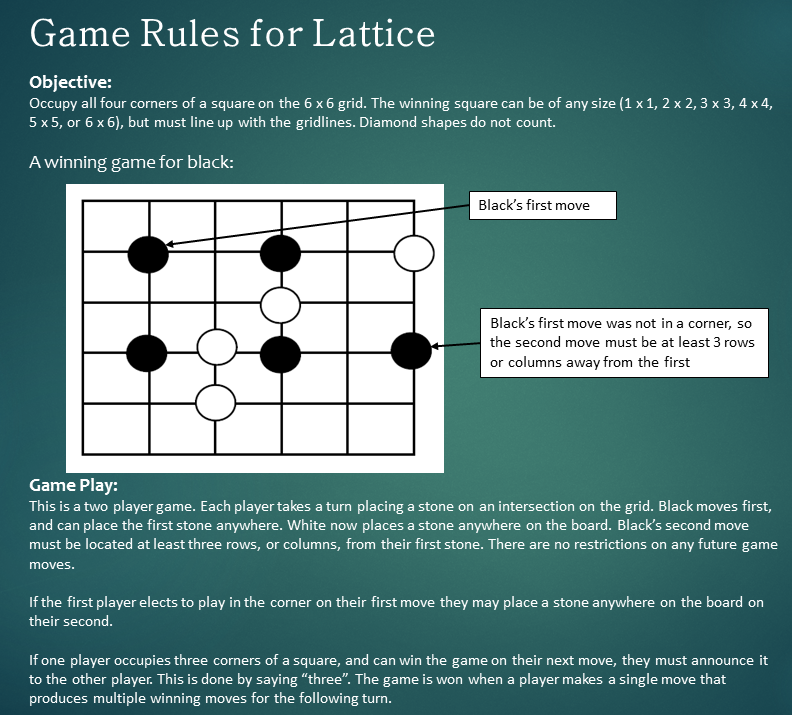 Game Rules for Lattice
Objective:
Occupy all four corners of a square on the 6 x 6 grid. The winning square can be of any size (1 x 1, 2 x 2, 3 x 3, 4 x 4,
5 x 5, or 6 x 6), but must line up with the gridlines. Diamond shapes do not count.
A winning game for black:
Black's first move
Black's first move was not in a corner, so
the second move must be at least 3 rows
or columns away from the first
Game Play:
This is a two player game. Each player takes a turn placing a stone on an intersection on the grid. Black moves first,
and can place the first stone anywhere. White now places a stone anywhere on the board. Black's second move
must be located at least three rows, or columns, from their first stone. There are no restrictions on any future game
moves.
If the first player elects to play in the corner on their first move they may place a stone anywhere on the board on
their second.
If one player occupies three corners of a square, and can win the game on their next move, they must announce it
to the other player. This is done by saying “three”. The game is won when a player makes a single move that
produces multiple winning moves for the following turn.